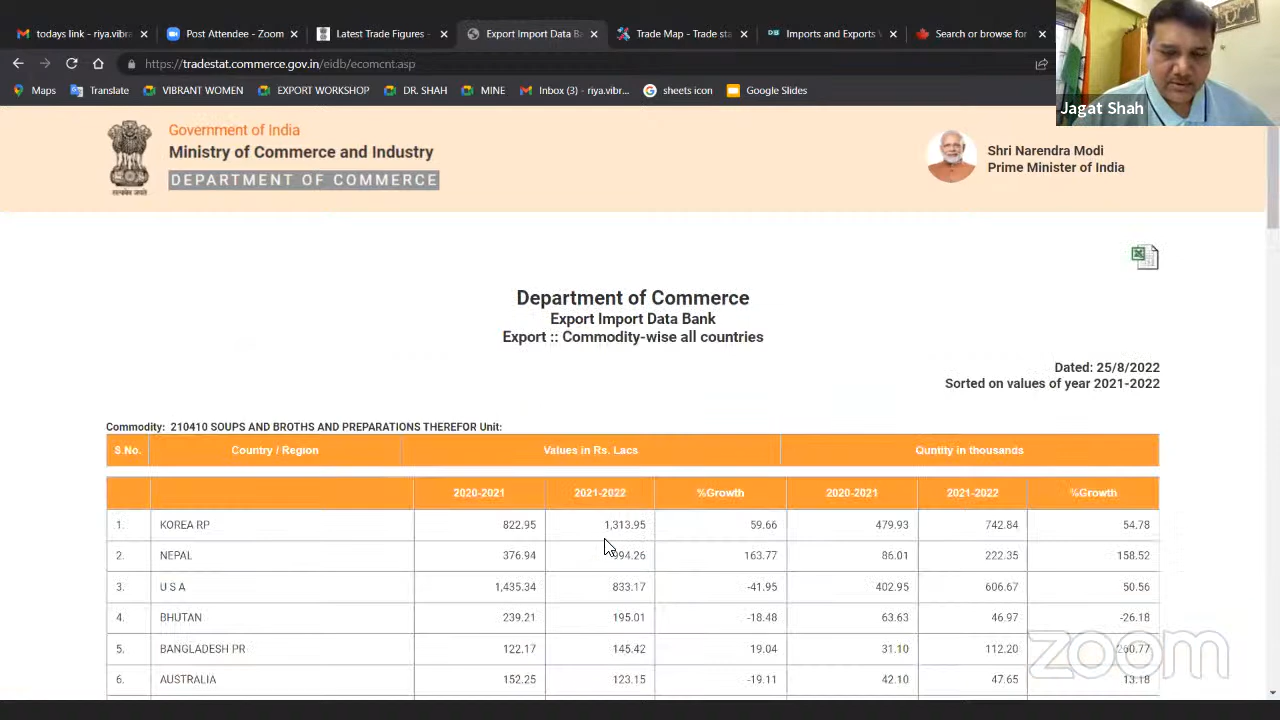 todays link - riya.vibra
Post Attendee - Zoom
Latest Trade Figures -
Export Import Data Ba
Trade Map - Trade sta
Imports and Exports V
Search or browse for
https://tradestat.commerce.gov.in/eidb/ecomcnt.asp
Maps
Translate
VIBRANT WOMEN
EXPORT WORKSHOP
DR. SHAH
MINE
Inbox (3) - riya.vibr...
sheets icon
Google Slides
Jagat Shah
Government of India
Ministry of Commerce and Industry
DEPARTMENT OF COMMERCE
सत्यमेव जयते
Shri Narendra Modi
Prime Minister of India
Department of Commerce
Export Import Data Bank
Export :: Commodity-wise all countries
Dated: 25/8/2022
Sorted on values of year 2021-2022
Commodity: 210410 SOUPS AND BROTHS AND PREPARATIONS THEREFOR Unit:
S.No. Country / Region Values in Rs. Lacs Quntity in thousands
2020-2021 2021-2022 %Growth 2020-2021 2021-2022 %Growth
1. KOREA RP 822.95 1,313.95 59.66 479.93 742.84 54.78
2. NEPAL 376.94 994.26 163.77 86.01 222.35 158.52
3. U S A 1,435.34 833.17 -41.95 402.95 606.67 50.56
4. BHUTAN 239.21 195.01 -18.48 63.63 46.97 -26.18
5. BANGLADESH PR 122.17 145.42 19.04 31.10 112.20 260.77
6. AUSTRALIA 152.25 123.15 -19.11 42.10 47.65 13.18
zoom